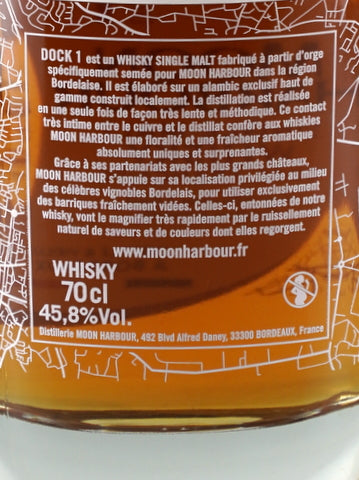 DOCK 1 est un WHISKY SINGLE MALT fabriqué à partir d'orge
spécifiquement semée pour MOON HARBOUR dans la région
Bordelaise. Il est élaboré sur un alambic exclusif haut de
gamme construit localement. La distillation est réalisée
en une seule fois de façon très lente et méthodique. Ce contact
très intime entre le cuivre et le distillat confère aux whiskies
MOON HARBOUR une floralité et une fraîcheur aromatique
absolument uniques et surprenantes.
Grâce à ses partenariats avec les plus grands châteaux,
MOON HARBOUR s'appuie sur sa localisation privilégiée au milieu
des célèbres vignobles Bordelais, pour utiliser exclusivement
des barriques fraîchement vidées. Celles-ci, entonnées de notre
whisky, vont le magnifier très rapidement par le ruissellement
naturel de saveurs et de couleurs dont elles regorgent.
www.moonharbour.fr
WHISKY
70 cl
45,8%Vol.
Distillerie MOON HARBOUR, 492 Blvd Alfred Daney, 33300 BORDEAUX, France